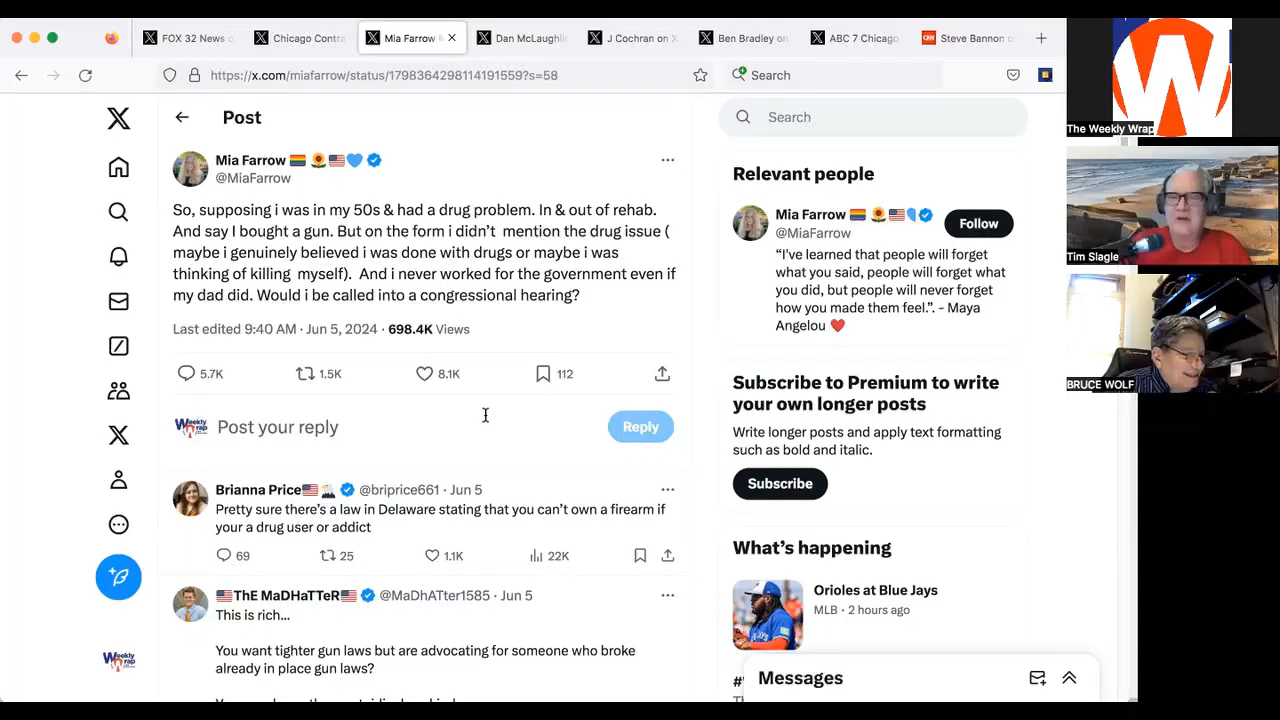 FOX 32 News
Chicago Contra
Mia Farrow
Dan McLaughlin
J Cochran on X
Ben Bradley on
ABC 7 Chicago
CNN
Steve Bannon
https://x.com/miafarrow/status/1798364298114191559?s=58
Search
Post
Mia Farrow
@MiaFarrow
So, supposing i was in my 50s & had a drug problem. In & out of rehab.
And say I bought a gun. But on the form i didn't mention the drug issue (
maybe i genuinely believed i was done with drugs or maybe i was
thinking of killing myself). And i never worked for the government even if
my dad did. Would i be called into a congressional hearing?
Last edited 9:40 AM · Jun 5, 2024 · 698.4K Views
5.7K 1.5K 8.1K 112
Weekly Wrap
Post your reply
Reply
Brianna Price @briprice661 · Jun 5
Pretty sure there's a law in Delaware stating that you can't own a firearm if
your a drug user or addict
69 25 1.1K 22K
ThE MaDHaTTeR @MaDhATter1585 · Jun 5
This is rich...
You want tighter gun laws but are advocating for someone who broke
already in place gun laws?
Weekly Wrap
Search
Relevant people
Mia Farrow
@MiaFarrow
Follow
"I've learned that people will forget
what you said, people will forget what
you did, but people will never forget
how you made them feel.". - Maya
Angelou
Subscribe to Premium to write
your own longer posts
Write longer posts and apply text formatting
such as bold and italic.
Subscribe
What's happening
Orioles at Blue Jays
MLB · 2 hours ago
Messages
The Weekly Wrap
Tim Slagle
BRUCE WOLF